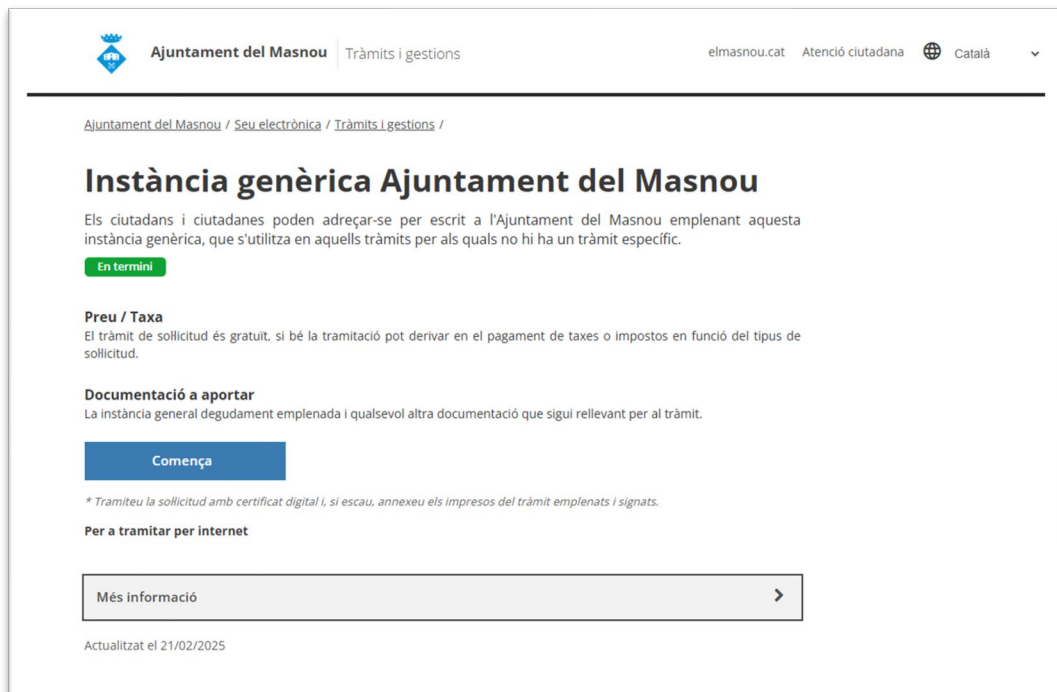 Ajuntament del Masnou Tràmits i gestions elmasnou.cat Atenció ciutadana Català
Ajuntament del Masnou / Seu electrònica / Tràmits i gestions /
Instància genèrica Ajuntament del Masnou
Els ciutadans i ciutadanes poden adreçar-se per escrit a l'Ajuntament del Masnou emplenant aquesta
instància genèrica, que s'utilitza en aquells tràmits per als quals no hi ha un tràmit específic.
En termini
Preu / Taxa
El tràmit de sol·licitud és gratuït, si bé la tramitació pot derivar en el pagament de taxes o impostos en funció del tipus de
sol·licitud.
Documentació a aportar
La instància general degudament emplenada i qualsevol altra documentació que sigui rellevant per al tràmit.
Comença
* Tramiteu la sol·licitud amb certificat digital i, si escau, annexeu els impresos del tràmit emplenats i signats.
Per a tramitar per internet
Més informació
Actualitzat el 21/02/2025